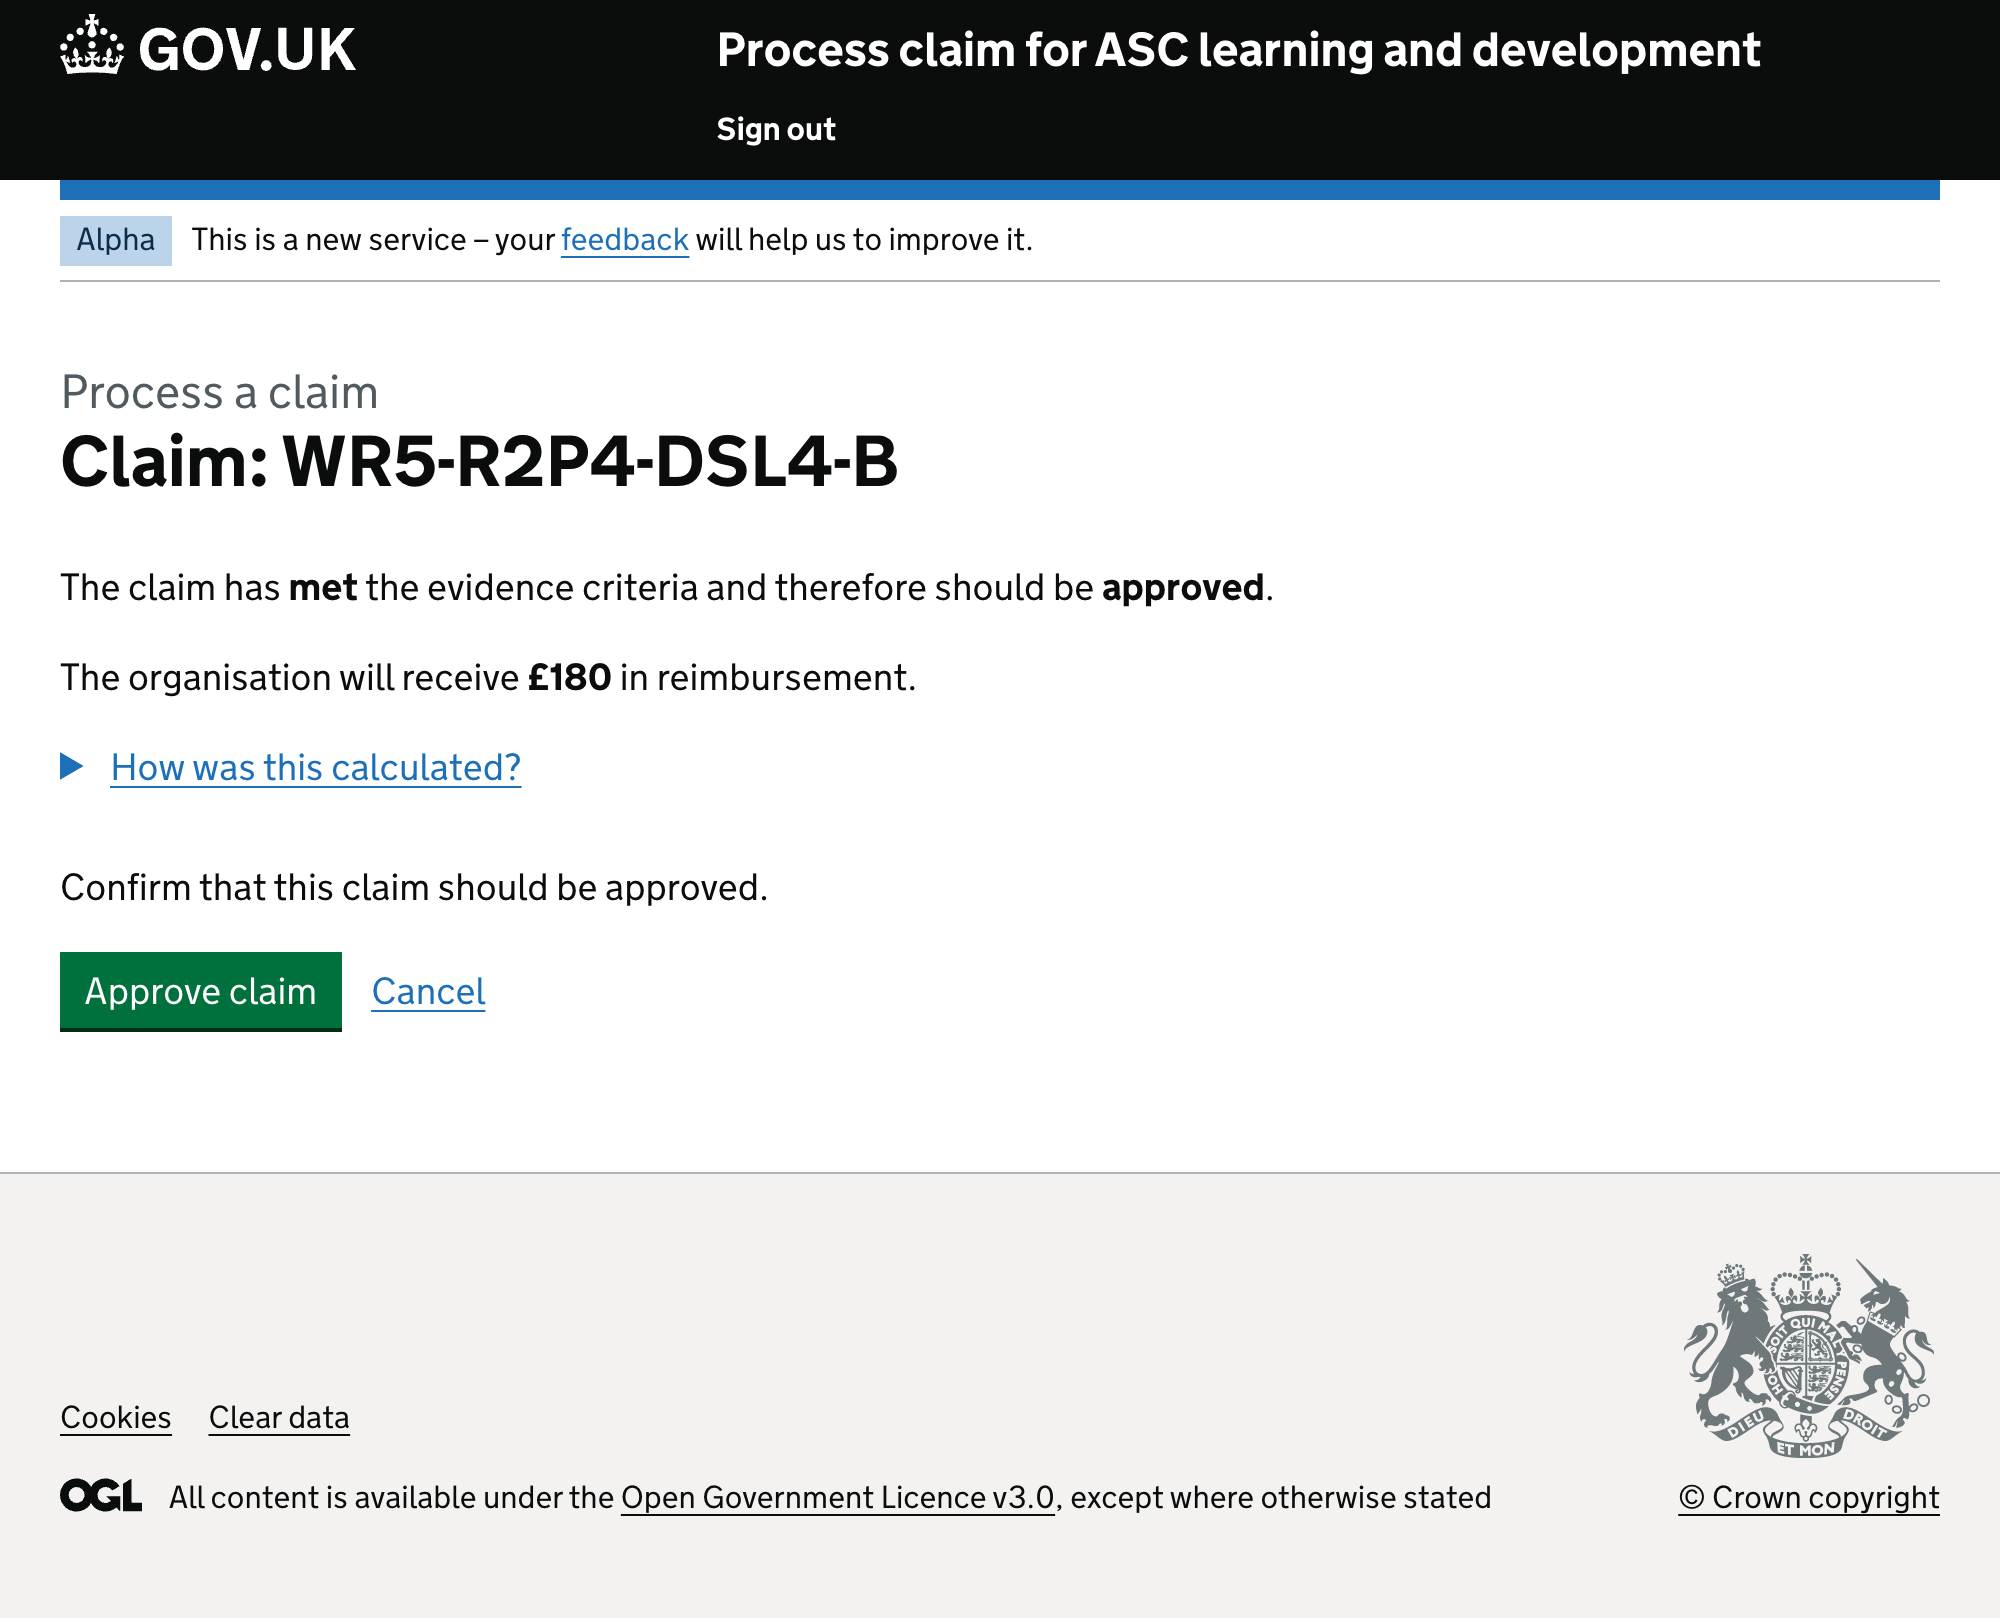 GOV.UK
Process claim for ASC learning and development
Sign out
Alpha
This is a new service – your feedback will help us to improve it.
Process a claim
Claim: WR5-R2P4-DSL4-B
The claim has met the evidence criteria and therefore should be approved.
The organisation will receive £180 in reimbursement.
How was this calculated?
Confirm that this claim should be approved.
Approve claim
Cancel
SOIT QUI MAL Y PENSE
HON
DIEU ET MON DROIT
Cookies
Clear data
OGL
All content is available under the Open Government Licence v3.0, except where otherwise stated
© Crown copyright